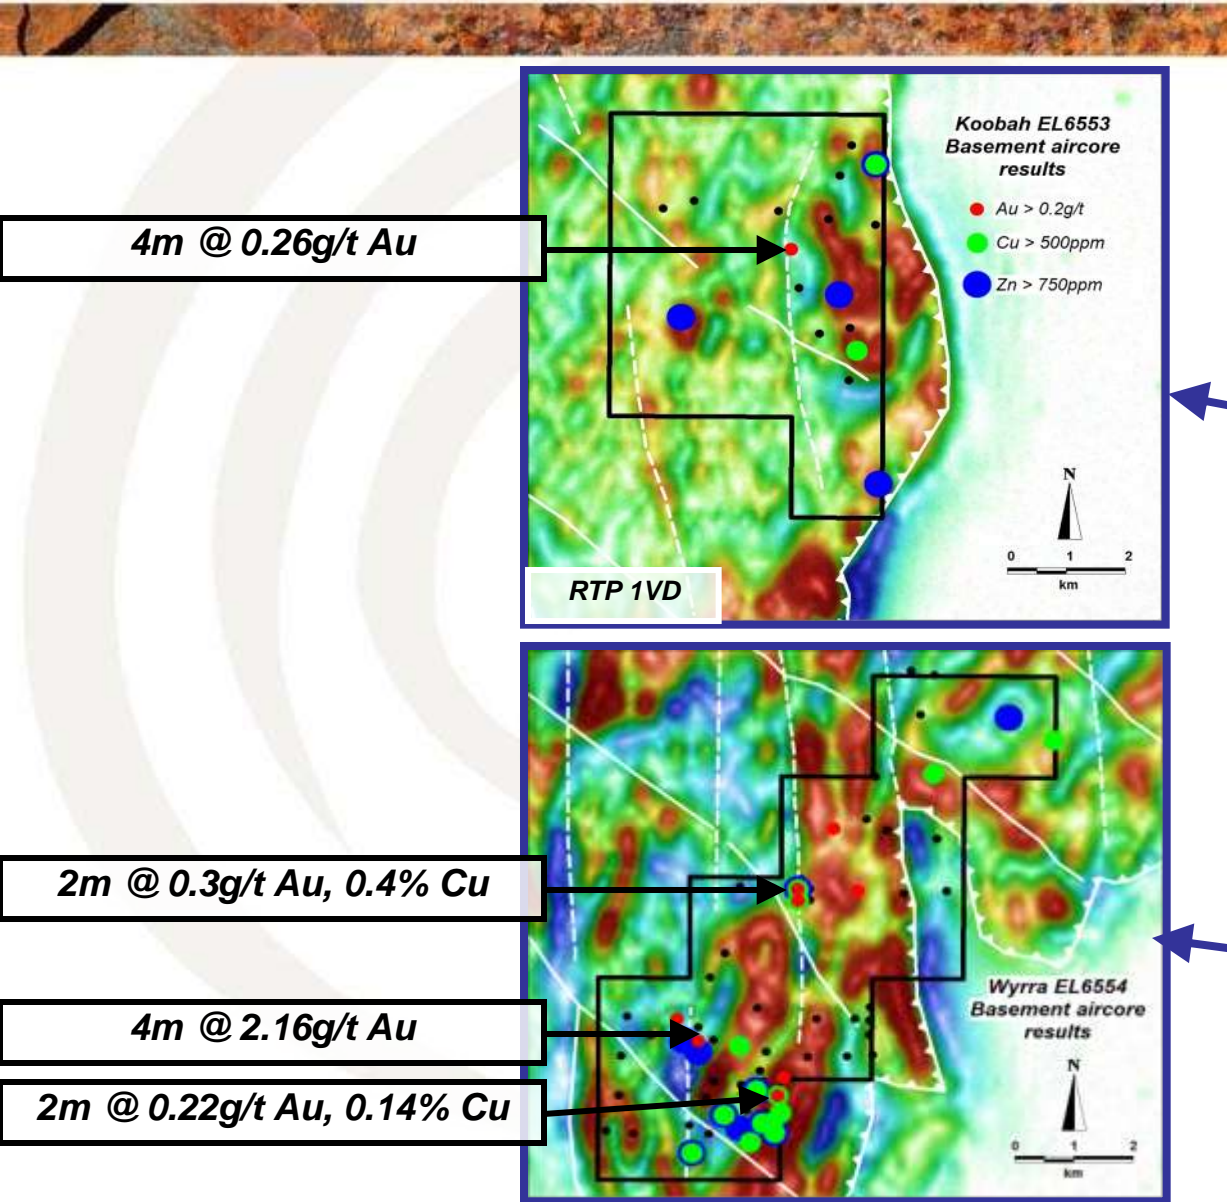 Koobah EL6553
Basement aircore
results
Au > 0.2g/t
Cu > 500ppm
Zn > 750ppm
4m @ 0.26g/t Au
N
0 1 2
km
RTP 1VD
2m @ 0.3g/t Au, 0.4% Cu
Wyrra EL6554
Basement aircore
results
4m @ 2.16g/t Au
N
2m @ 0.22g/t Au, 0.14% Cu
0 1 2
km